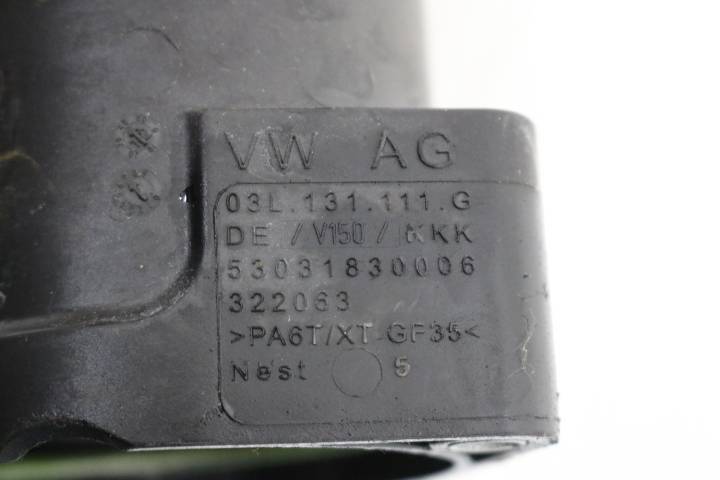 VW AG
03L.131.111.G
DE / V150 / KKK
53031830006
322063
>PA6T/XT-GF35<
Nest 5